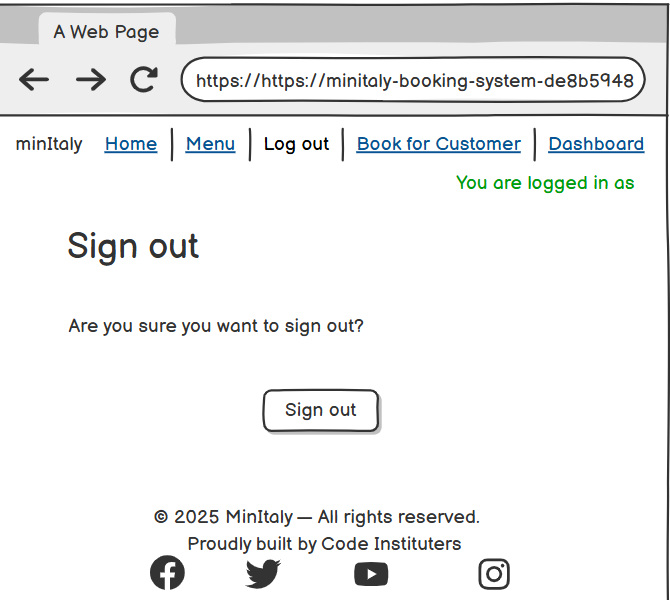 A Web Page
https://https://minitaly-booking-system-de8b5948
minItaly Home Menu Log out Book for Customer Dashboard
You are logged in as
Sign out
Are you sure you want to sign out?
Sign out
© 2025 MinItaly — All rights reserved.
Proudly built by Code Instituters